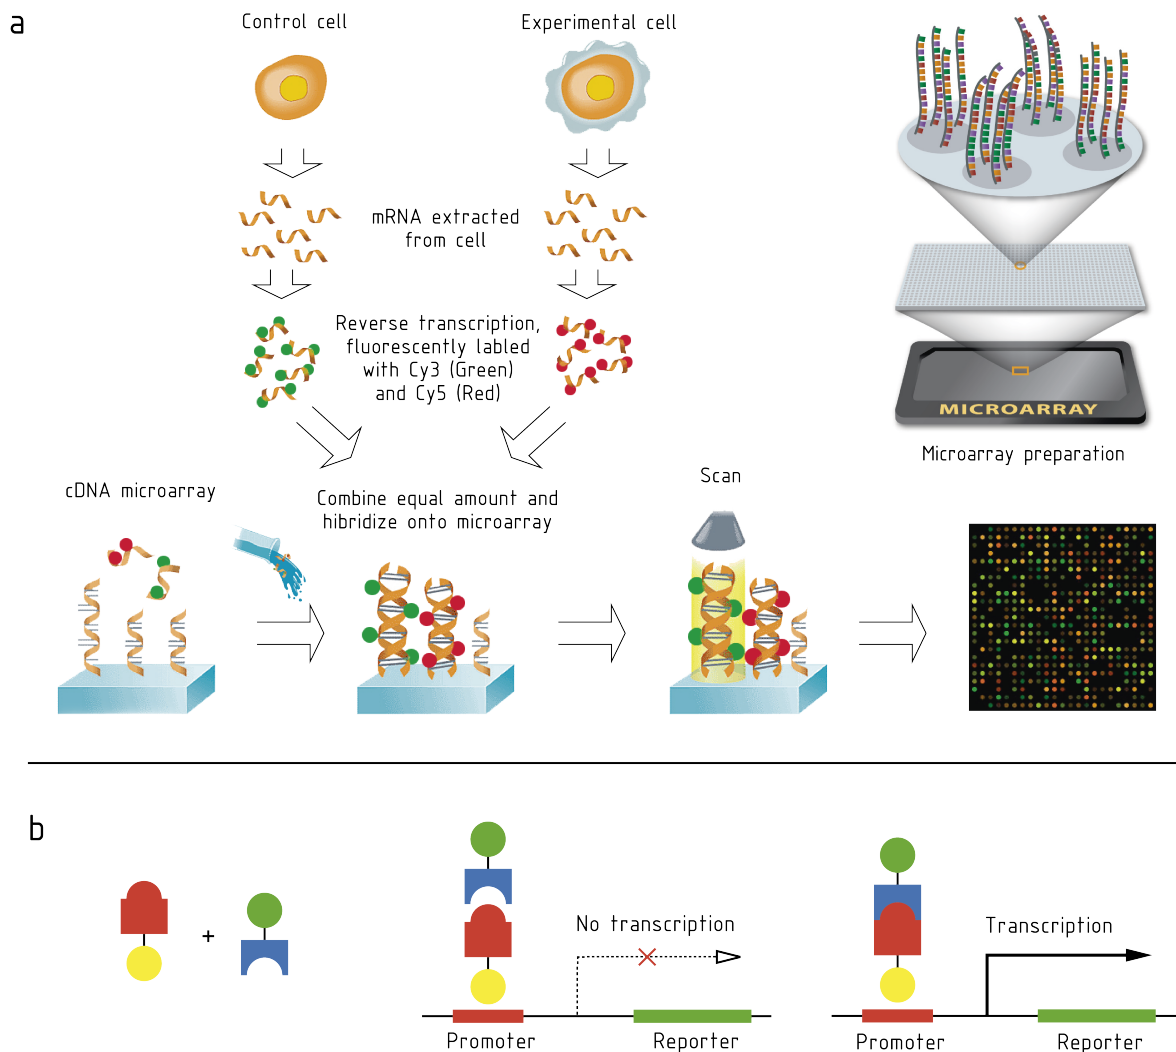 a
Control cell
Experimental cell
mRNA extracted
from cell
Reverse transcription,
fluorescently labled
with Cy3 (Green)
and Cy5 (Red)
MICROARRAY
Microarray preparation
cDNA microarray
Combine equal amount and
hibridize onto microarray
Scan
b
+
No transcription
Promoter
Reporter
Transcription
Promoter
Reporter